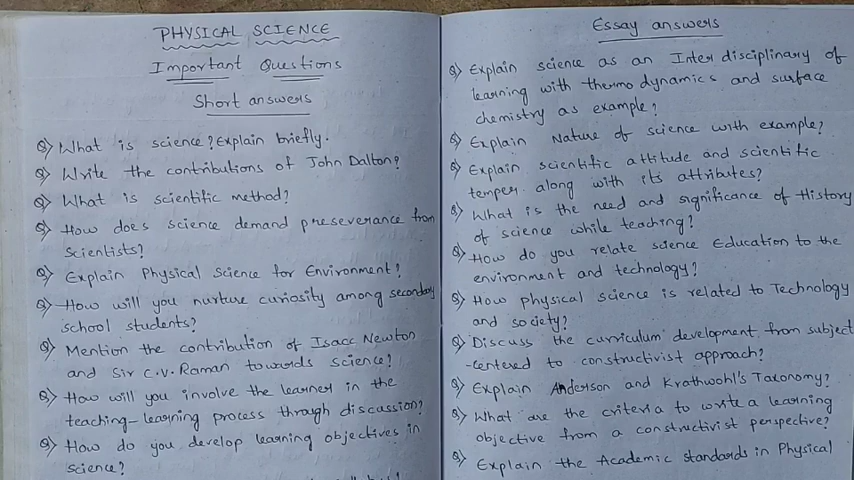 PHYSICAL SCIENCE
Important Questions
Short answers
Q> What is science? Explain briefly.
Q> Write the contributions of John Dalton?
Q> What is scientific method?
Q> How does science demand preseverance from
scientists?
Q> Explain Physical Science for Environment?
Q> How will you nurture curiosity among secondary
school students?
Q> Mention the contribution of Isacc Newton
and Sir C.V. Raman towards science?
Q> How will you involve the learner in the
teaching-learning process through discussion?
Q> How do you develop learning objectives in
science?
Essay answers
Q> Explain science as an Inter disciplinary of
learning with thermo dynamics and surface
chemistry as example?
Q> Explain Nature of science with example?
Q> Explain scientific attitude and scientific
temper along with its attributes?
Q> What is the need and significance of History
of science while teaching?
Q> How do you relate science Education to the
environment and technology?
Q> How physical science is related to Technology
and society?
Q> Discuss the curriculum development from subject
-centered to constructivist approach?
Q> Explain Anderson and Krathwohl's Taxonomy?
Q> What are the criteria to write a learning
objective from a constructivist perspective?
Q> Explain the Academic standards in Physical